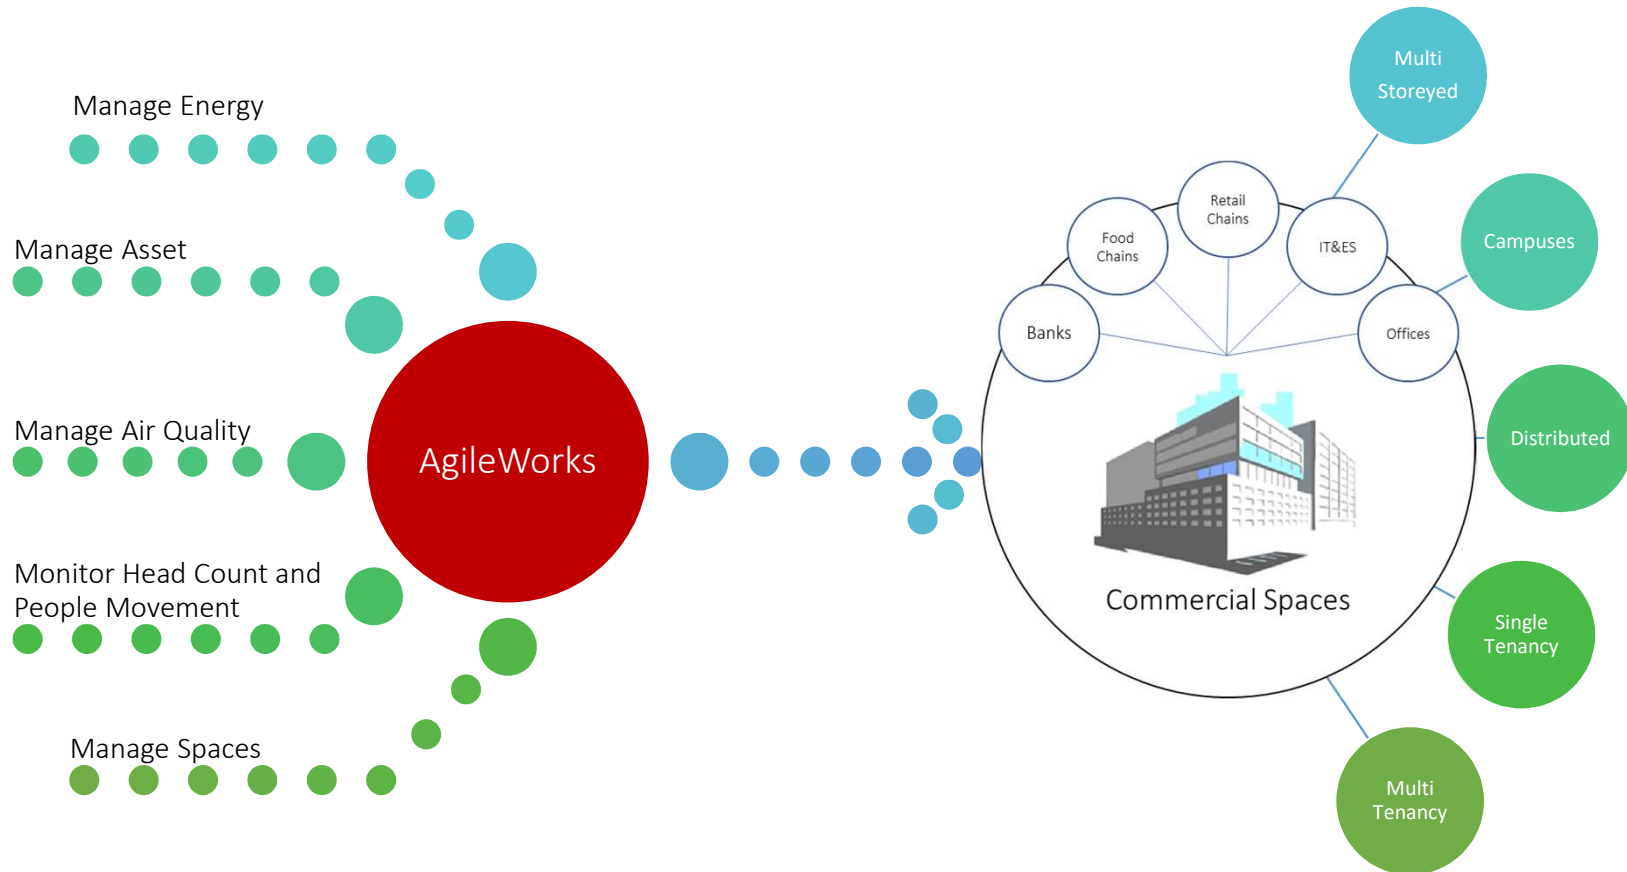 Manage Energy
Manage Asset
Manage Air Quality
Monitor Head Count and
People Movement
Manage Spaces
AgileWorks
Banks
Food
Chains
Retail
Chains
IT&ES
Offices
Commercial Spaces
Multi
Storeyed
Campuses
Distributed
Single
Tenancy
Multi
Tenancy